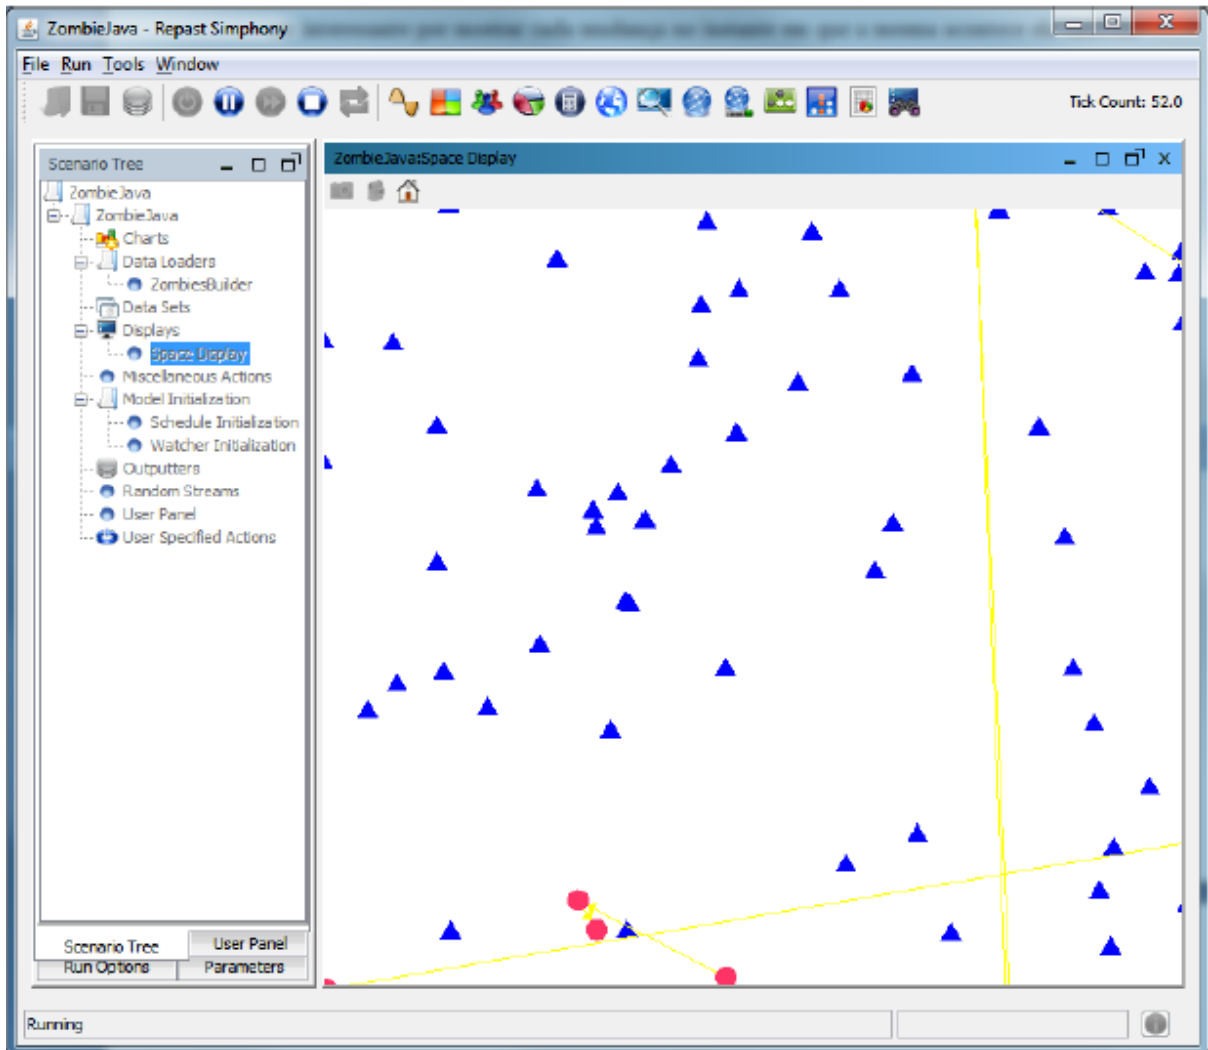 ZombieJava - Repast Simphony
File Run Tools Window
Tick Count: 52.0
Scenario Tree
ZombieJava
ZombieJava
Charts
Data Loaders
ZombiesBuilder
Data Sets
Displays
Space Display
Miscellaneous Actions
Model Initialization
Schedule Initialization
Watcher Initialization
Outputters
Random Streams
User Panel
User Specified Actions
Scenario Tree
User Panel
Run Options
Parameters
ZombieJava:Space Display
Running